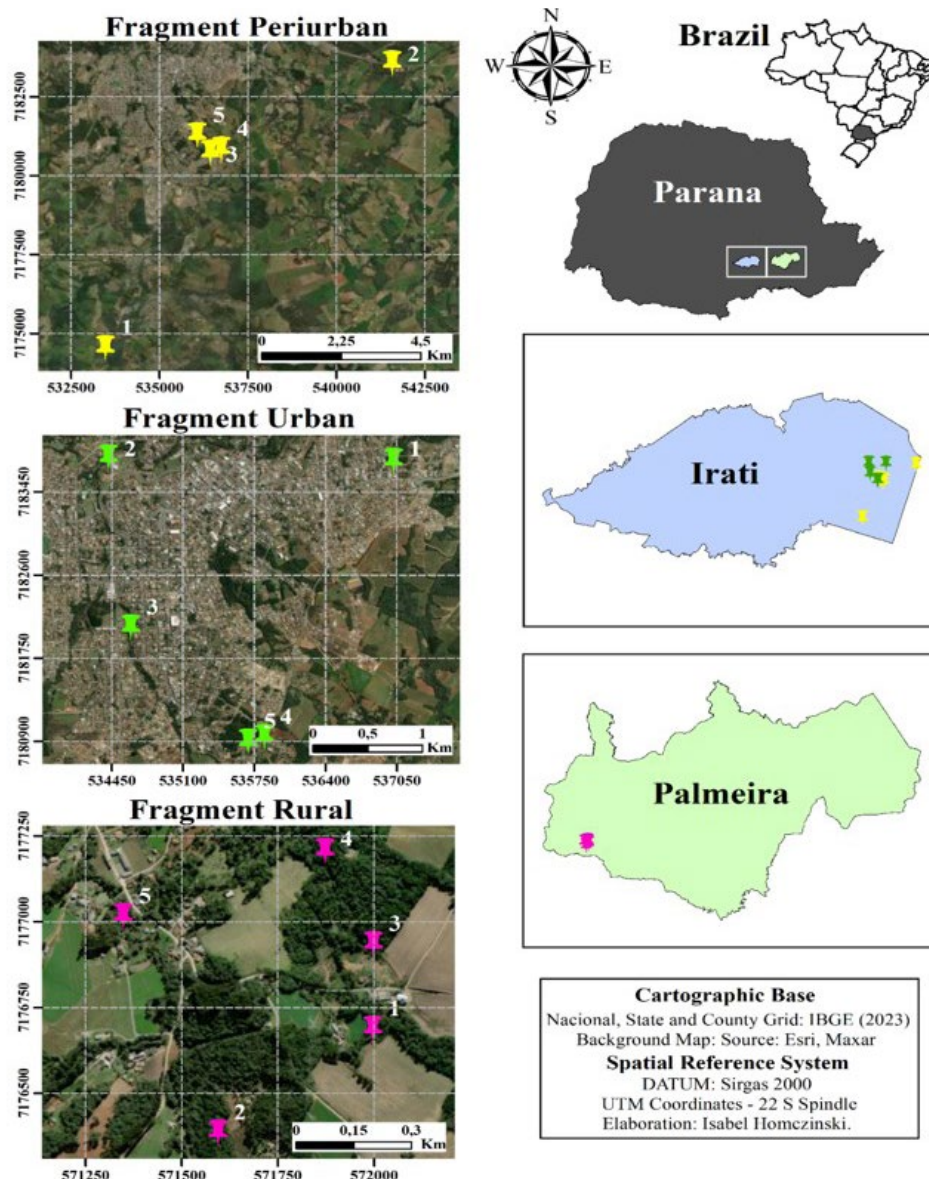 Fragment Periurban
2
5
4
3
1
7182500
7180000
7177500
7175000
0
2,25
4,5
Km
532500
535000
537500
540000
542500
Fragment Urban
2
1
3
5
4
7183450
7182600
7181750
7180900
0
0,5
1
Km
534450
535100
535750
536400
537050
Fragment Rural
4
5
3
1
2
7177250
7177000
7176750
7176500
0
0,15
0,3
Km
571250
571500
571750
572000
N
W
E
S
Brazil
Parana
Irati
Palmeira
Cartographic Base
Nacional, State and County Grid: IBGE (2023)
Background Map: Source: Esri, Maxar
Spatial Reference System
DATUM: Sirgas 2000
UTM Coordinates - 22 S Spindle
Elaboration: Isabel Homczinski.